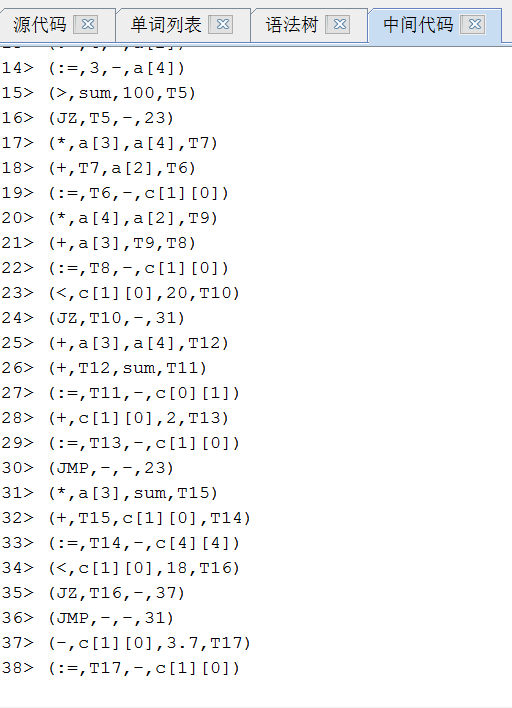 源代码 单词列表 语法树 中间代码
14> (:=,3,-,a[4])
15> (>,sum,100,T5)
16> (JZ,T5,-,23)
17> (*,a[3],a[4],T7)
18> (+,T7,a[2],T6)
19> (:=,T6,-,c[1][0])
20> (*,a[4],a[2],T9)
21> (+,a[3],T9,T8)
22> (:=,T8,-,c[1][0])
23> (<,c[1][0],20,T10)
24> (JZ,T10,-,31)
25> (+,a[3],a[4],T12)
26> (+,T12,sum,T11)
27> (:=,T11,-,c[0][1])
28> (+,c[1][0],2,T13)
29> (:=,T13,-,c[1][0])
30> (JMP,-,-,23)
31> (*,a[3],sum,T15)
32> (+,T15,c[1][0],T14)
33> (:=,T14,-,c[4][4])
34> (<,c[1][0],18,T16)
35> (JZ,T16,-,37)
36> (JMP,-,-,31)
37> (-,c[1][0],3.7,T17)
38> (:=,T17,-,c[1][0])